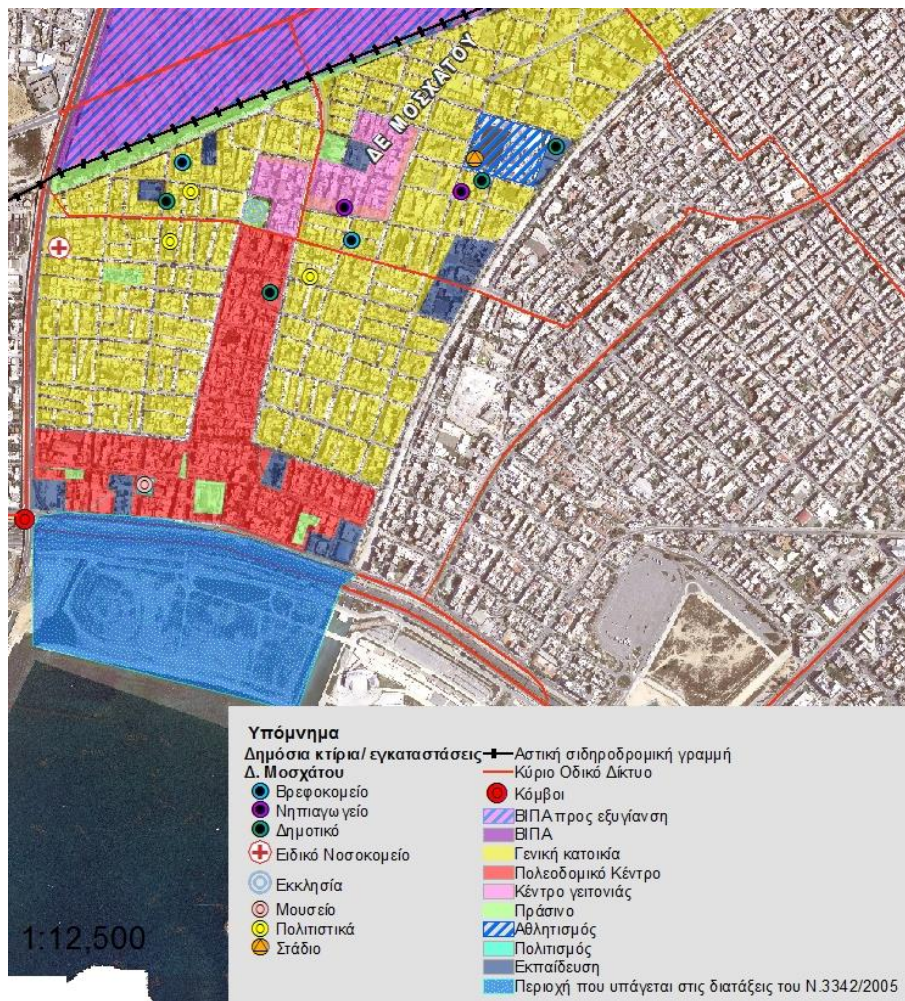 ΔΕ ΜΟΣΧΑΤΟΥ
Υπόμνημα
Δημόσια κτίρια/ εγκαταστάσεις
Δ. Μοσχάτου
Βρεφοκομείο
Νηπιαγωγείο
Δημοτικό
Ειδικό Νοσοκομείο
Εκκλησία
Μουσείο
Πολιτιστικά
Στάδιο
Αστική σιδηροδρομική γραμμή
Κύριο Οδικό Δίκτυο
Κόμβοι
ΒΙΠΑ προς εξυγίανση
ΒΙΠΑ
Γενική κατοικία
Πολεοδομικό Κέντρο
Κέντρο γειτονιάς
Πράσινο
Αθλητισμός
Πολιτισμός
Εκπαίδευση
Περιοχή που υπάγεται στις διατάξεις του Ν.3342/2005
1:12,500